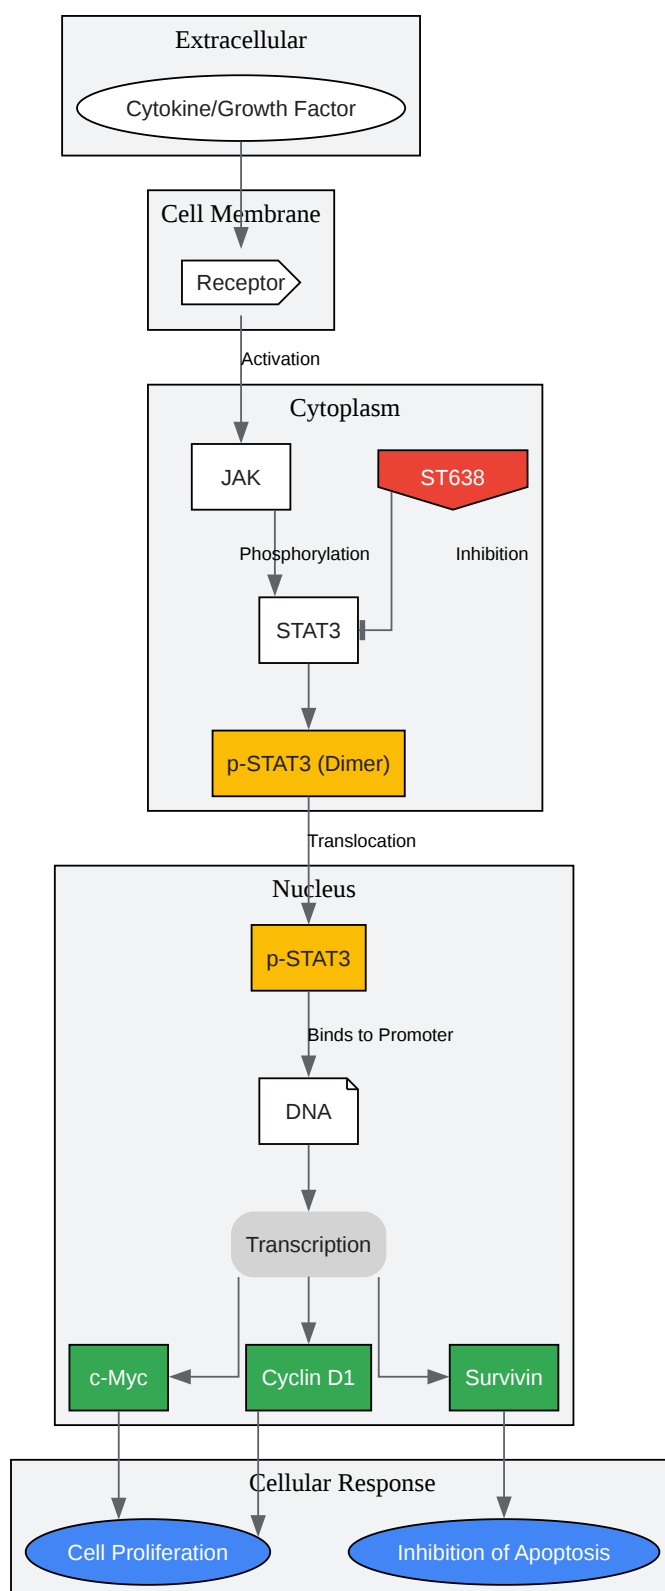 Extracellular
Cytokine/Growth Factor
Cell Membrane
Receptor
Activation
Cytoplasm
JAK
ST638
Phosphorylation
Inhibition
STAT3
p-STAT3 (Dimer)
Translocation
Nucleus
p-STAT3
Binds to Promoter
DNA
Transcription
c-Myc
Cyclin D1
Survivin
Cellular Response
Cell Proliferation
Inhibition of Apoptosis